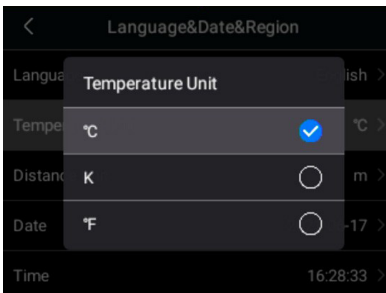 Language&Date&Region
Langua
ish
Temperature Unit
Tempe
℃
℃
Distanc
K
m
Date
℉
-17
Time
16:28:33